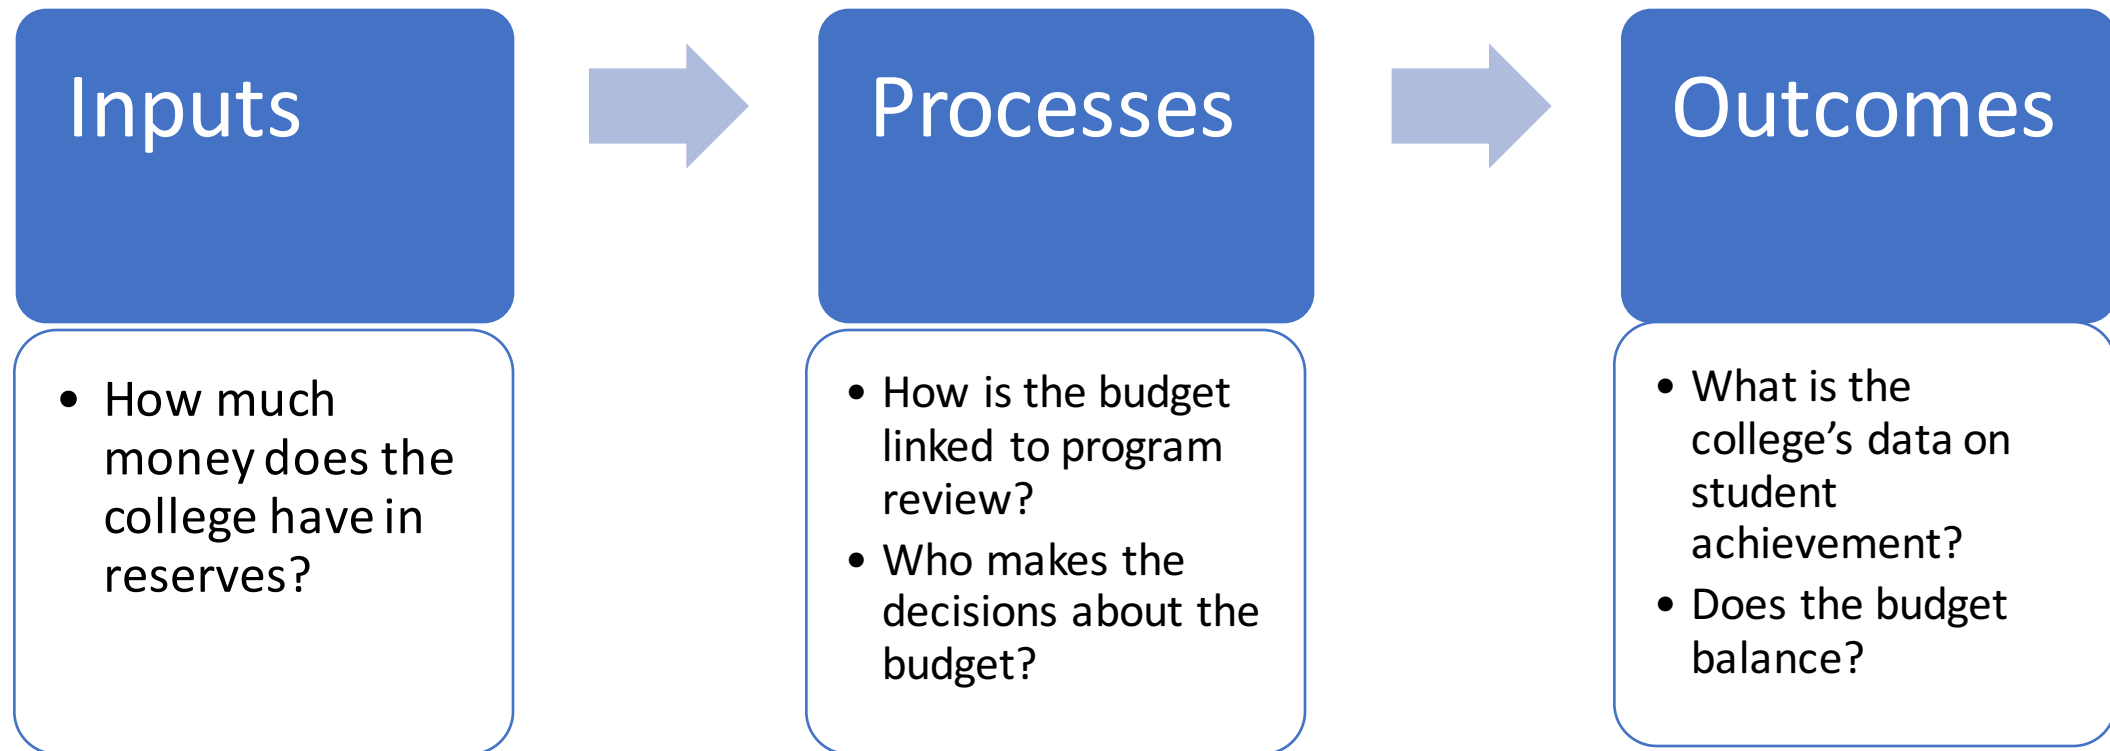 Inputs
• How much
money does the
college have in
reserves?
Processes
• How is the budget
linked to program
review?
• Who makes the
decisions about the
budget?
Outcomes
• What is the
college’s data on
student
achievement?
• Does the budget
balance?